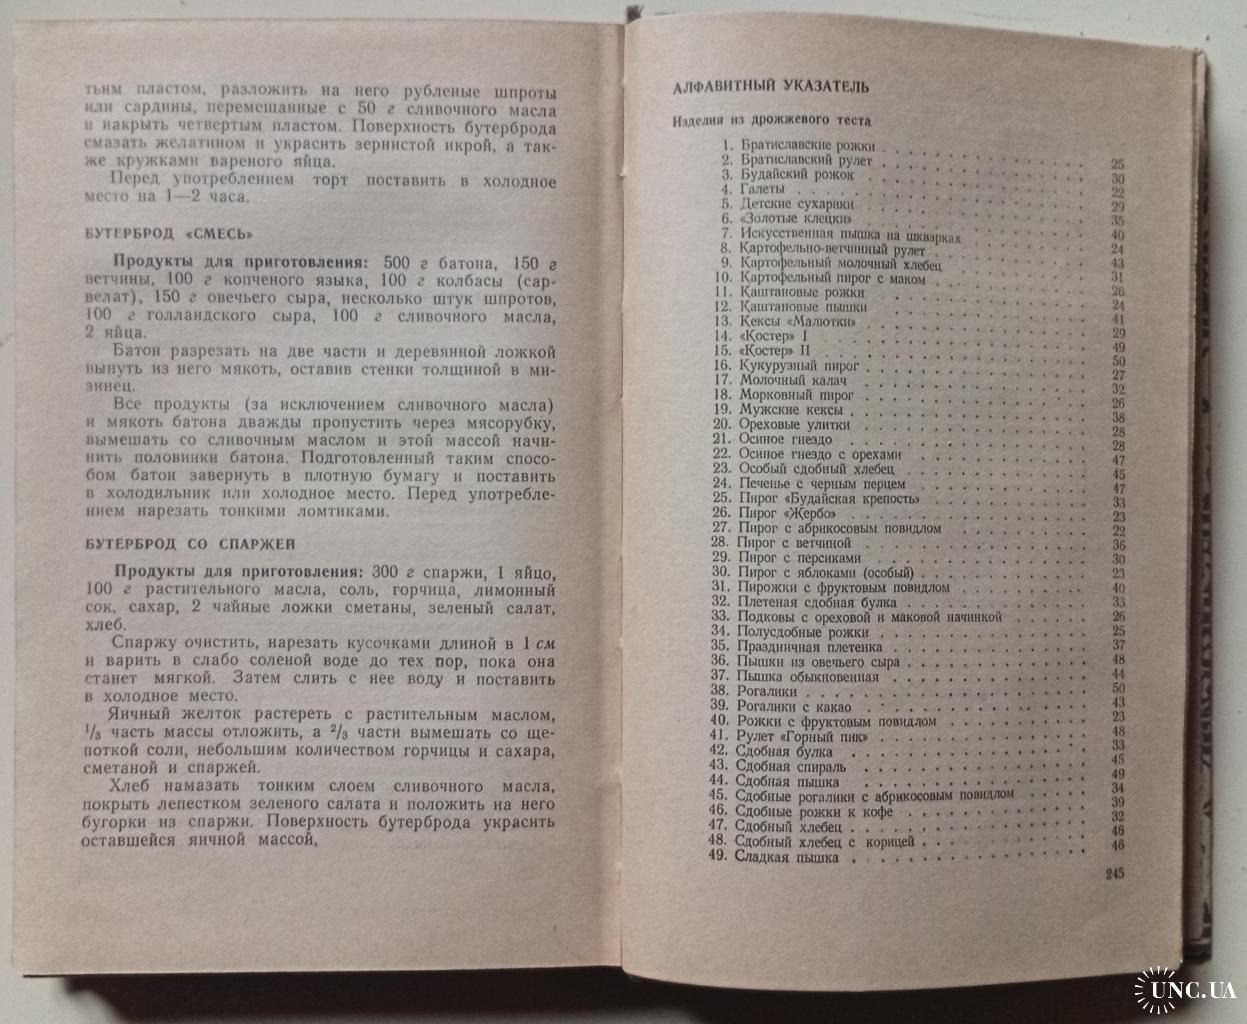 тьим пластом, разложить на него рубленые шпроты
или сардины, перемешанные с 50 г сливочного масла
и накрыть четвертым пластом. Поверхность бутерброда
смазать желатином и украсить зернистой икрой, а так-
же кружками вареного яйца.
Перед употреблением торт поставить в холодное
место на 1—2 часа.
БУТЕРБРОД «СМЕСЬ»
Продукты для приготовления: 500 г батона, 150 г
ветчины, 100 г копченого языка, 100 г колбасы (сар-
велат), 150 г овечьего сыра, несколько штук шпротов,
100 г голландского сыра, 100 г сливочного масла,
2 яйца.
Батон разрезать на две части и деревянной ложкой
вынуть из него мякоть, оставив стенки толщиной в ми-
зинец.
Все продукты (за исключением сливочного масла)
и мякоть батона дважды пропустить через мясорубку,
вымешать со сливочным маслом и этой массой начи-
нить половинки батона. Подготовленный таким спосо-
бом батон завернуть в плотную бумагу и поставить
в холодильник или холодное место. Перед употребле-
нием нарезать тонкими ломтиками.
БУТЕРБРОД СО СПАРЖЕЙ
Продукты для приготовления: 300 г спаржи, 1 яйцо,
100 г растительного масла, соль, горчица, лимонный
сок, сахар, 2 чайные ложки сметаны, зеленый салат,
хлеб.
Спаржу очистить, нарезать кусочками длиной в 1 см
и варить в слабо соленой воде до тех пор, пока она
станет мягкой. Затем слить с нее воду и поставить
в холодное место.
Яичный желток растереть с растительным маслом,
1/3 часть массы отложить, а 2/3 части вымешать со ще-
поткой соли, небольшим количеством горчицы и сахара,
сметаной и спаржей.
Хлеб намазать тонким слоем сливочного масла,
покрыть лепестком зеленого салата и положить на него
бугорки из спаржи. Поверхность бутерброда украсить
оставшейся яичной массой.
АЛФАВИТНЫЙ УКАЗАТЕЛЬ
Изделия из дрожжевого теста
1. Братиславские рожки 25
2. Братиславский рулет 30
3. Будайский рожок 22
4. Галеты 29
5. Детские сухарики 35
6. «Золотые клецки» 40
7. Искусственная пышка на шкварках 24
8. Картофельно-ветчинный рулет 43
9. Картофельный молочный хлебец 31
10. Картофельный пирог с маком 26
11. Каштановые рожки 24
12. Каштановые пышки 41
13. Кексы «Малютки» 29
14. «Костер» I 49
15. «Костер» II 50
16. Кукурузный пирог 27
17. Молочный калач 32
18. Морковный пирог 26
19. Мужские кексы 38
20. Ореховые улитки 28
21. Осиное гнездо 28
22. Осиное гнездо с орехами 47
23. Особый сдобный хлебец 45
24. Печенье с черным перцем 47
25. Пирог «Будайская крепость» 33
26. Пирог «Жербо» 23
27. Пирог с абрикосовым повидлом 22
28. Пирог с ветчиной 36
29. Пирог с персиками 30
30. Пирог с яблоками (особый) 23
31. Пирожки с фруктовым повидлом 40
32. Плетеная сдобная булка 33
33. Подковы с ореховой и маковой начинкой 26
34. Полусдобные рожки 25
35. Праздничная плетенка 37
36. Пышки из овечьего сыра 48
37. Пышка обыкновенная 44
38. Рогалики 50
39. Рогалики с какао 43
40. Рожки с фруктовым повидлом 23
41. Рулет «Горный пик» 48
42. Сдобная булка 33
43. Сдобная спираль 45
44. Сдобная пышка 49
45. Сдобные рогалики с абрикосовым повидлом 34
46. Сдобные рожки к кофе 39
47. Сдобный хлебец 32
48. Сдобный хлебец с корицей 46
49. Сладкая пышка 46
245
UNC.UA